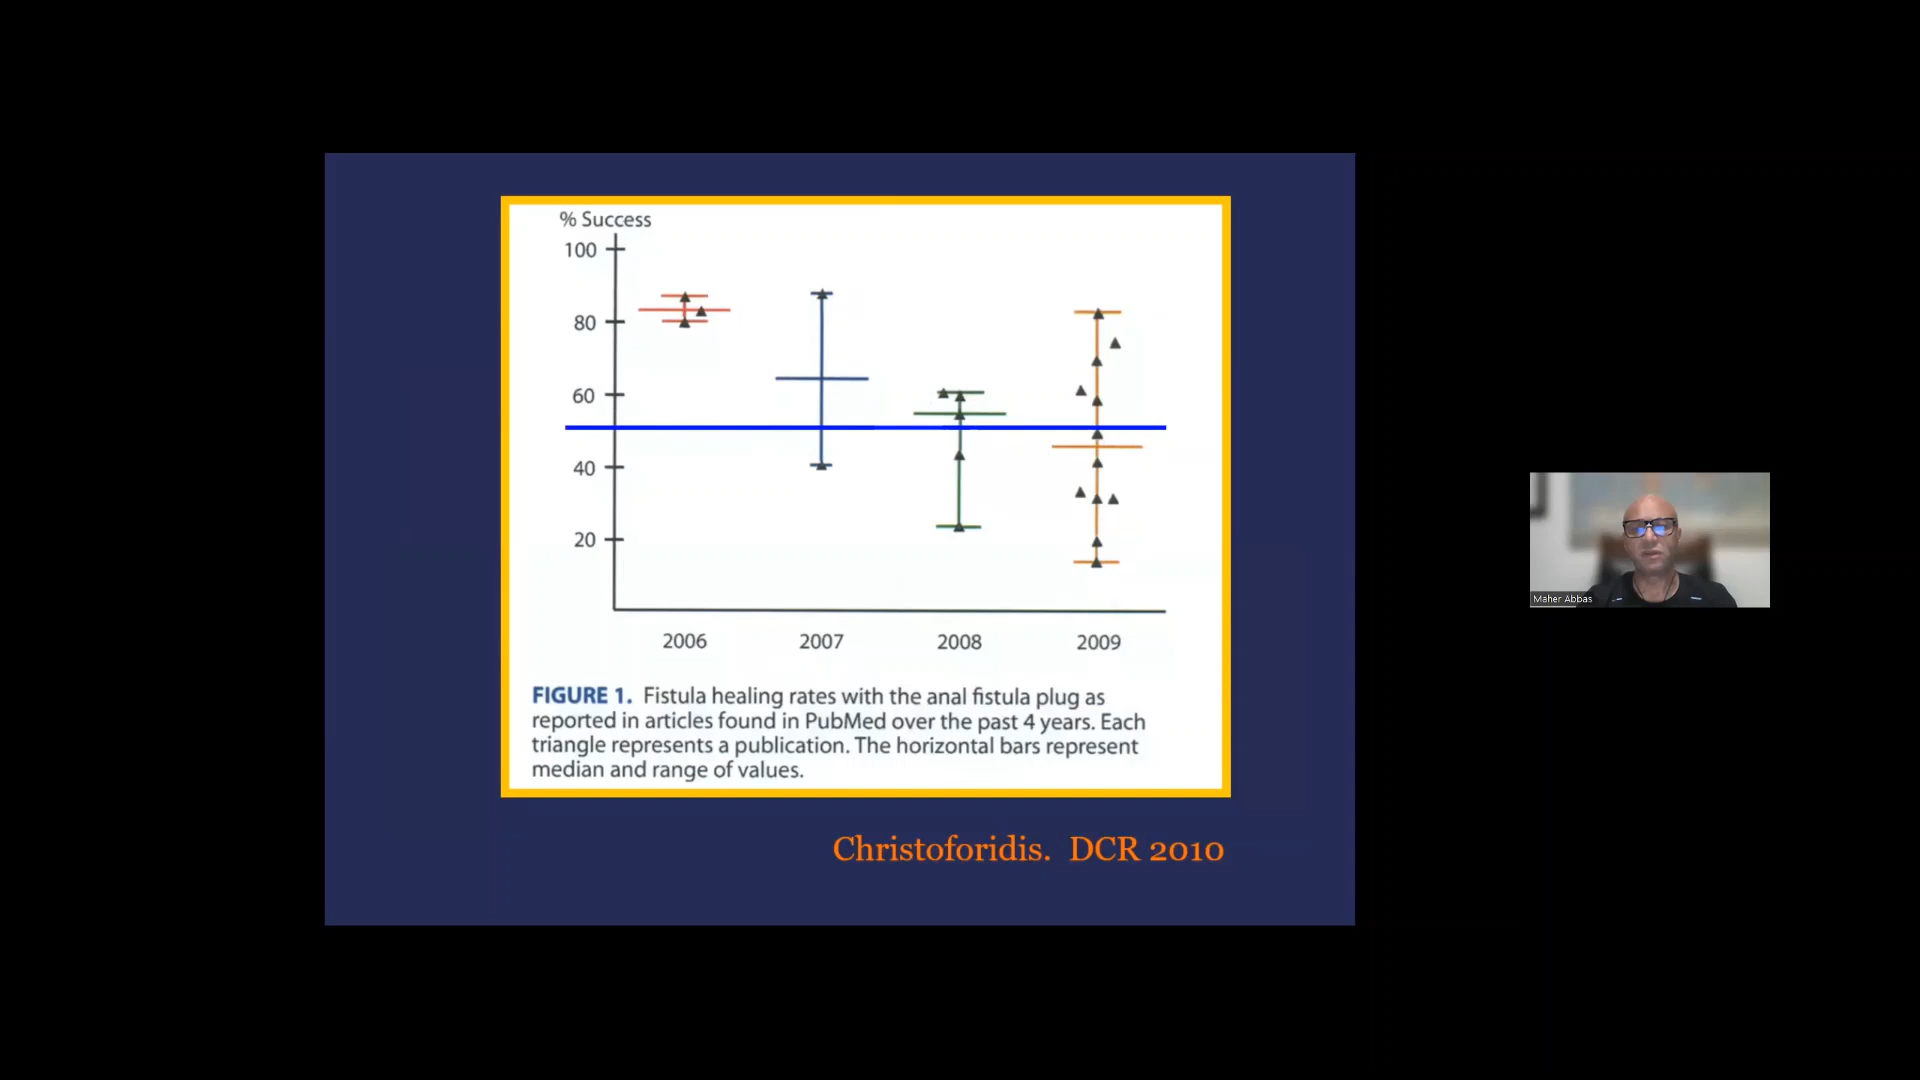 % Success
100
80
60
40
20
2006 2007 2008 2009
FIGURE 1. Fistula healing rates with the anal fistula plug as
reported in articles found in PubMed over the past 4 years. Each
triangle represents a publication. The horizontal bars represent
median and range of values.
Christoforidis. DCR 2010
Maher Abbas